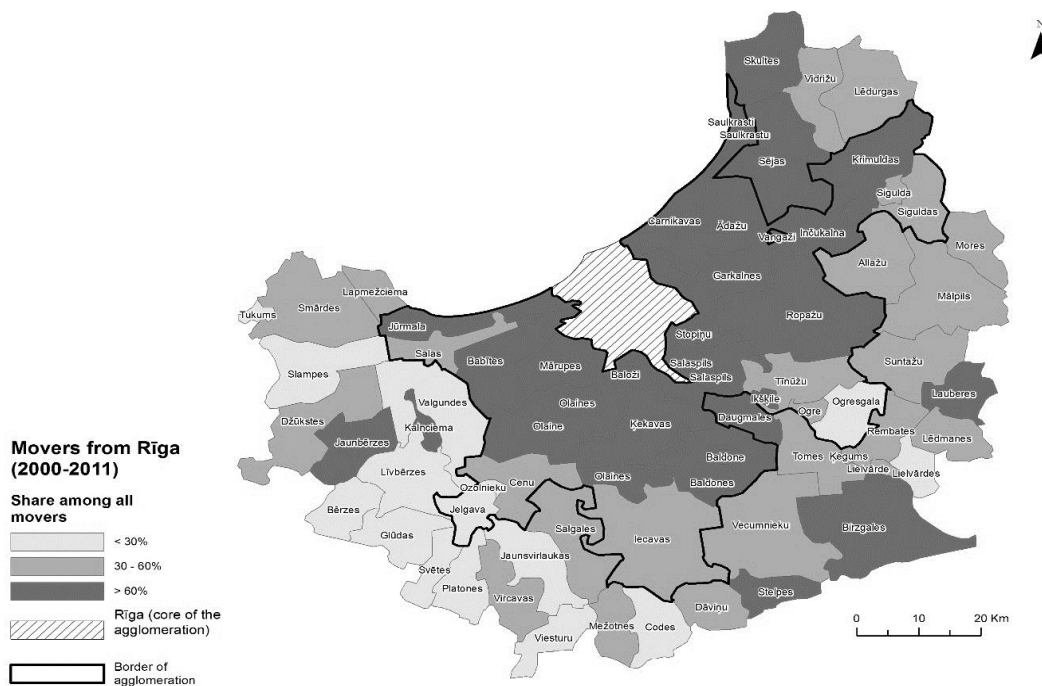 N
Skultes
Vidrižu
Lēdurgas
Saulkrasti
Saulkrastu
Sējas
Krimuldas
Sigulda
Siguldas
Carnikavas
Ādažu
Vangaži
Inčukalna
Mores
Allažu
Garkalnes
Mālpils
Lapmežciema
Smārdes
Tukums
Ropažu
Jūrmala
Stopiņu
Salas
Babītes
Mārupes
Salaspils
Suntažu
Slampes
Baloži
Salaspils
Tīnūžu
Lauberes
Valgundes
Olaines
Ikšķile
Ogresgala
Džūkstes
Kalnciema
Olaine
Ķekavas
Daugmales
Ogre
Rembates
Lēdmanes
Jaunbērzes
Baldone
Tomes
Ķegums
Lielvārde
Lielvārdes
Līvbērzes
Olaines
Baldones
Ozolnieku
Cenu
Bērzes
Jelgava
Vecumnieku
Birzgales
Glūdas
Salgales
Iecavas
Jaunsvirlaukas
Svētes
Platones
Vircavas
Stelpes
Mežotnes
Codes
Dāviņu
Viesturu
Movers from Rīga
(2000-2011)
Share among all
movers
< 30%
30 - 60%
> 60%
Rīga (core of the
agglomeration)
Border of
agglomeration
0 10 20 Km